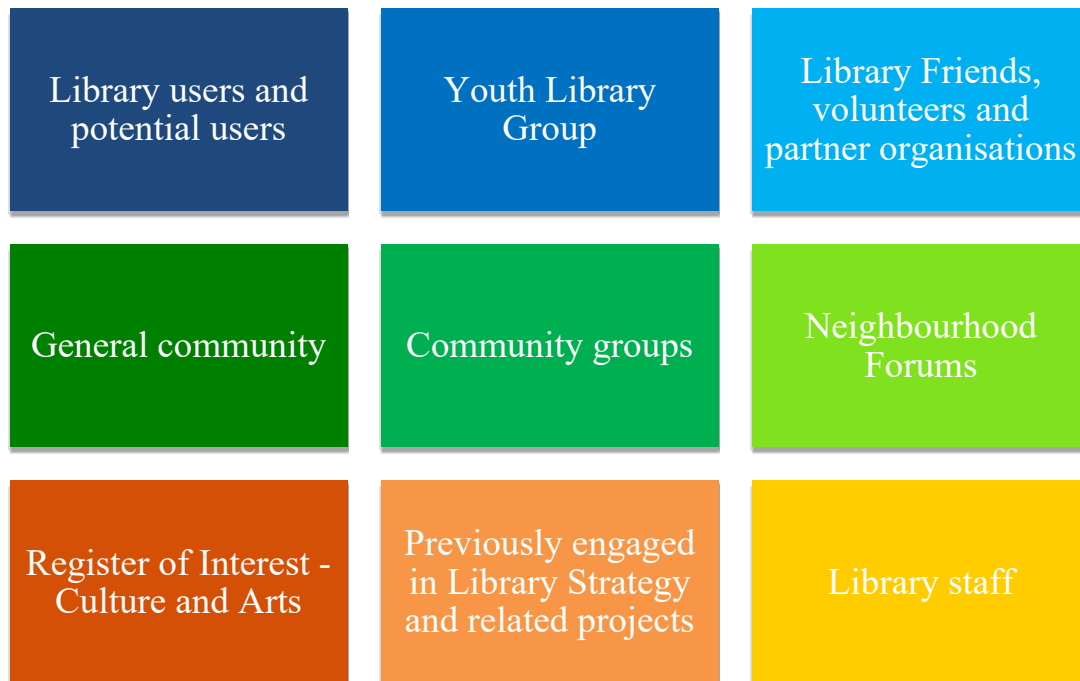 Library users and
potential users
Youth Library
Group
Library Friends,
volunteers and
partner organisations
General community
Community groups
Neighbourhood
Forums
Register of Interest -
Culture and Arts
Previously engaged
in Library Strategy
and related projects
Library staff